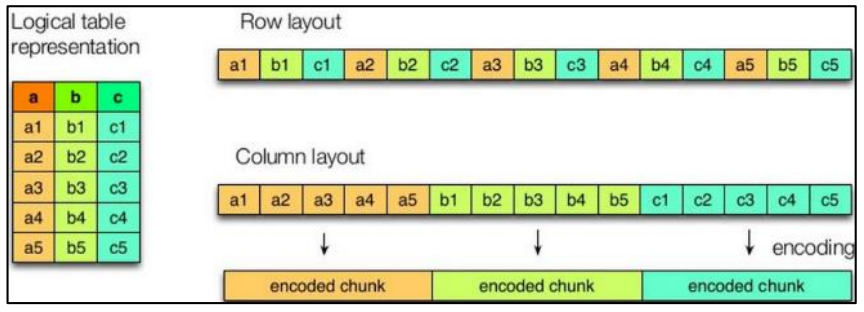 Logical table
representation
a b c
a1 b1 c1
a2 b2 c2
a3 b3 c3
a4 b4 c4
a5 b5 c5
Row layout
a1 b1 c1 a2 b2 c2 a3 b3 c3 a4 b4 c4 a5 b5 c5
Column layout
a1 a2 a3 a4 a5 b1 b2 b3 b4 b5 c1 c2 c3 c4 c5
encoding
encoded chunk encoded chunk encoded chunk